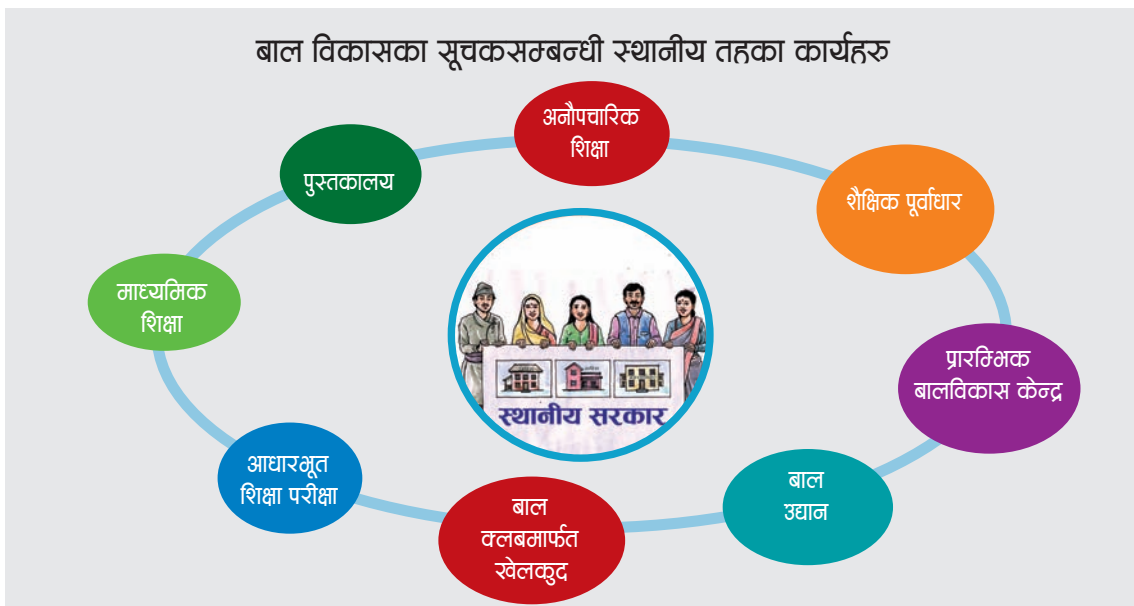 बाल विकासका सूचकसम्बन्धी स्थानीय तहका कार्यहरु
अनौपचारिक
शिक्षा
पुस्तकालय
शैक्षिक पूर्वाधार
माध्यमिक
शिक्षा
प्रारम्भिक
बालविकास केन्द्र
स्थानीय सरकार
आधारभूत
शिक्षा परीक्षा
बाल
क्लबमार्फत
खेलकुद
बाल
उद्यान